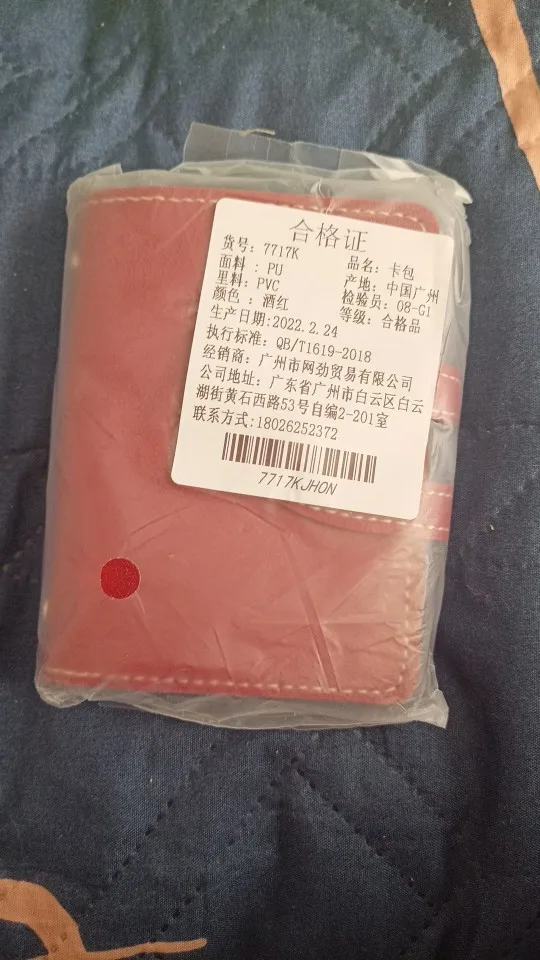 合格证
货号: 7717K 品名: 卡包
面料 : PU 产地: 中国广州
里料: PVC 检验员: 08-G1
颜色 : 酒红 等级: 合格品
生产日期:2022.2.24
执行标准: QB/T1619-2018
经销商: 广州市网劲贸易有限公司
公司地址: 广东省广州市白云区白云
湖街黄石西路53号自编2-201室
联系方式:18026252372
7717KJHON